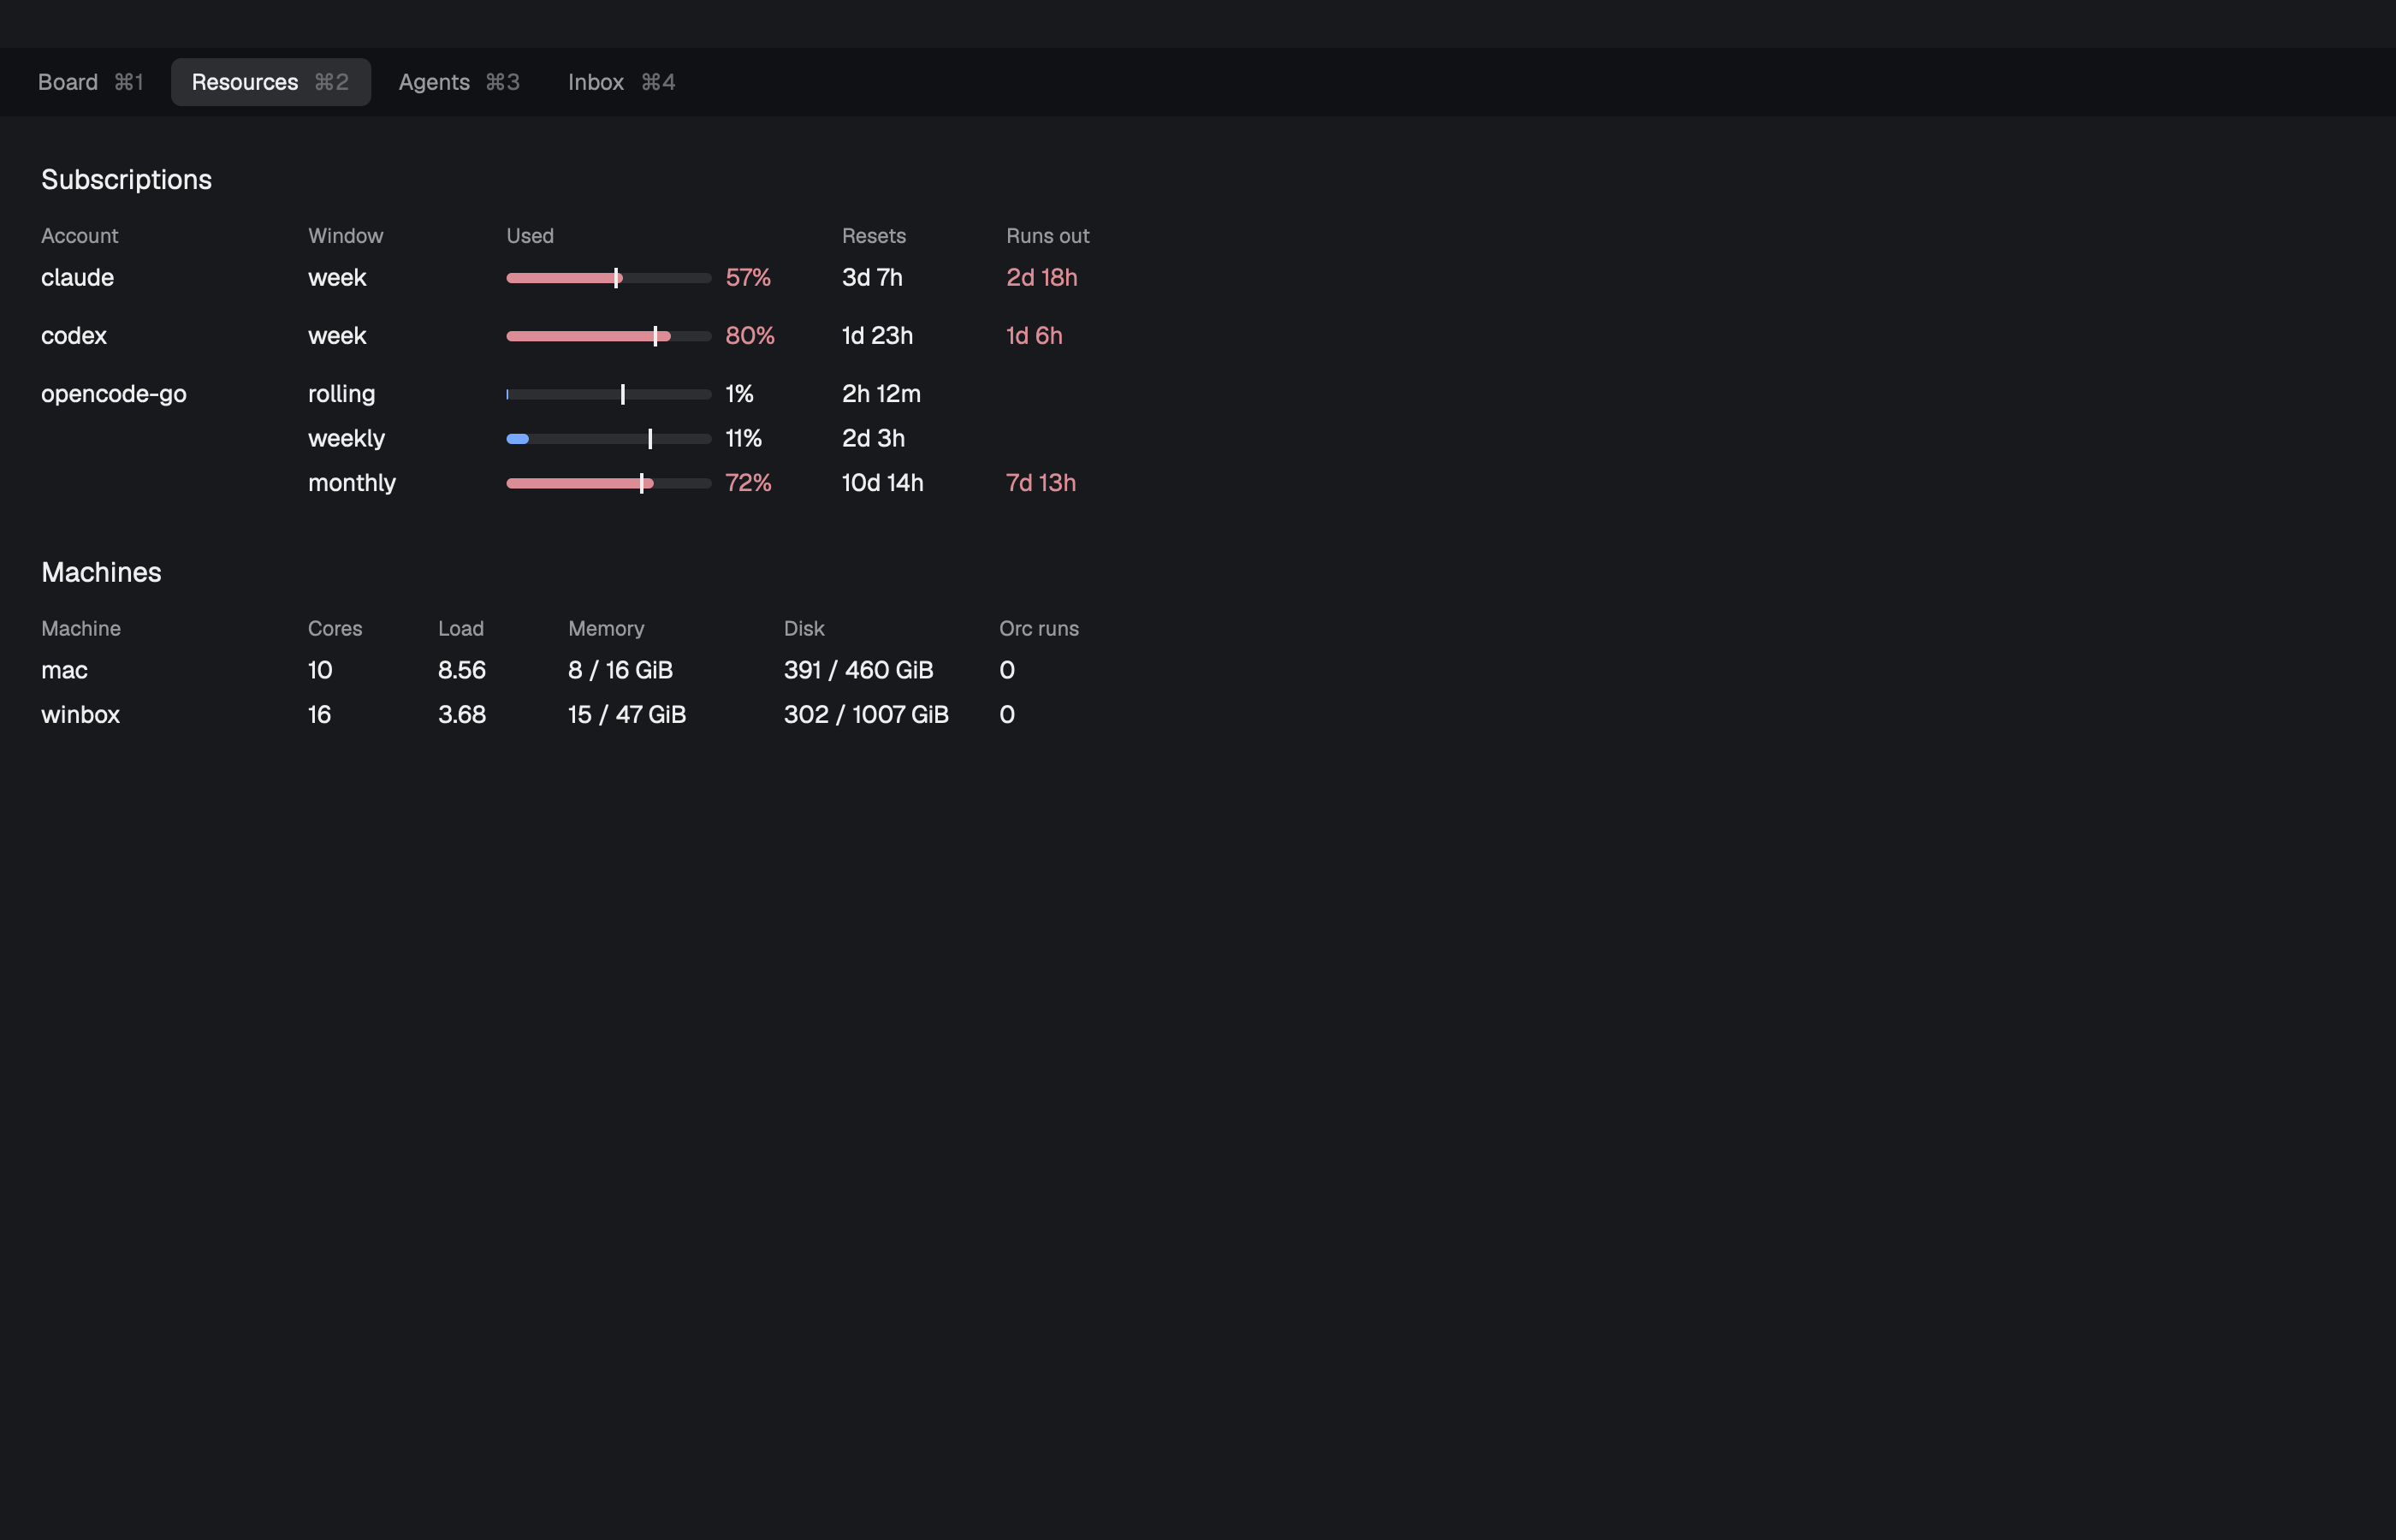 Board ⌘1 Resources ⌘2 Agents ⌘3 Inbox ⌘4
Subscriptions
Account Window Used Resets Runs out
claude week 57% 3d 7h 2d 18h
codex week 80% 1d 23h 1d 6h
opencode-go rolling 1% 2h 12m
weekly 11% 2d 3h
monthly 72% 10d 14h 7d 13h
Machines
Machine Cores Load Memory Disk Orc runs
mac 10 8.56 8 / 16 GiB 391 / 460 GiB 0
winbox 16 3.68 15 / 47 GiB 302 / 1007 GiB 0